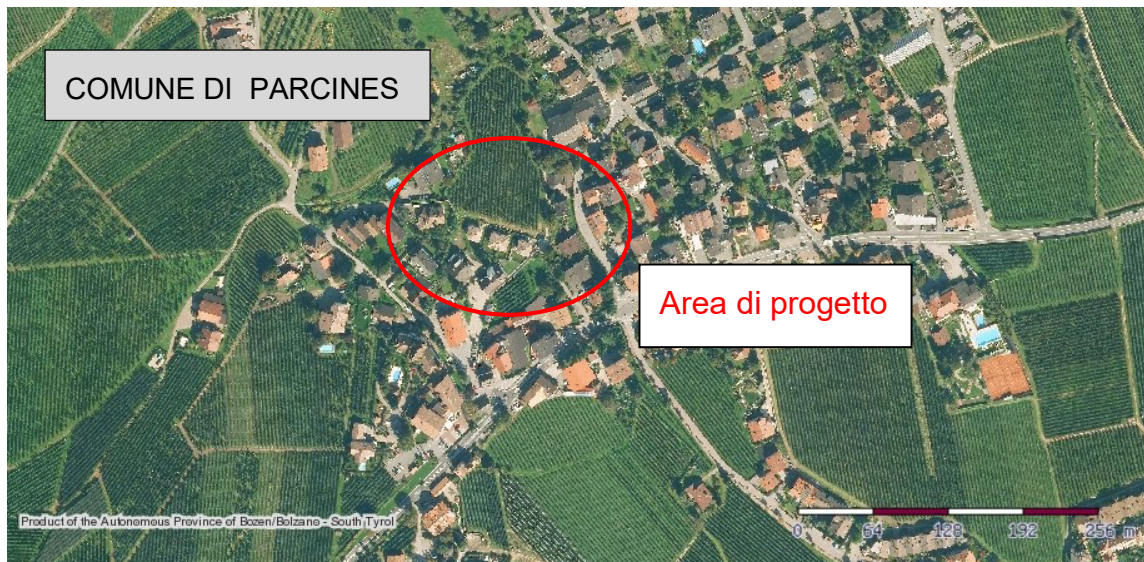 COMUNE DI  PARCINES
Area di progetto
Product of the Autonomous Province of Bozen/Bolzano - South Tyrol
0 64 128 192 256 m